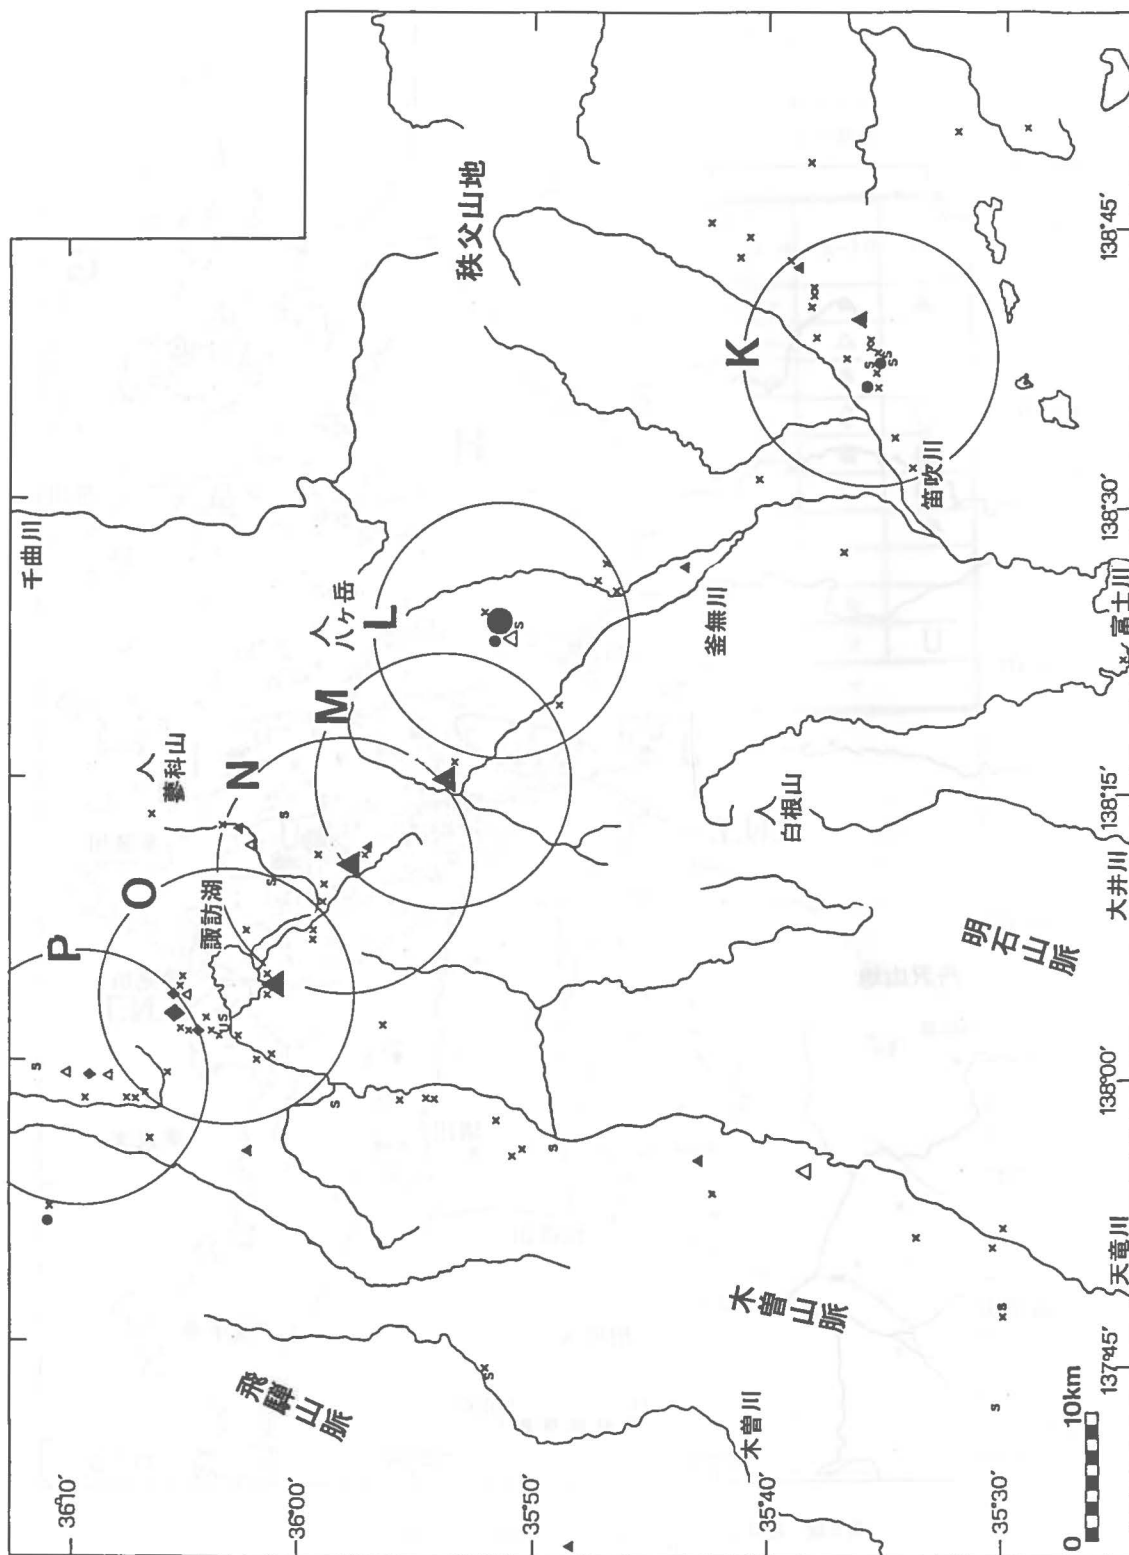 千曲川
秩父山地
八ヶ岳
蓼科山
諏訪湖
P
O
N
M
L
K
笛吹川
釜無川
富士川
白根山
大井川
明石山脈
天竜川
木曽山脈
木曽川
飛騨山脈
36°10′
36°00′
35°50′
35°40′
35°30′
138°45′
138°30′
138°15′
138°00′
137°45′
0
10km
S
S
S
S
S
S
US
S
S
S
S
S
S
S